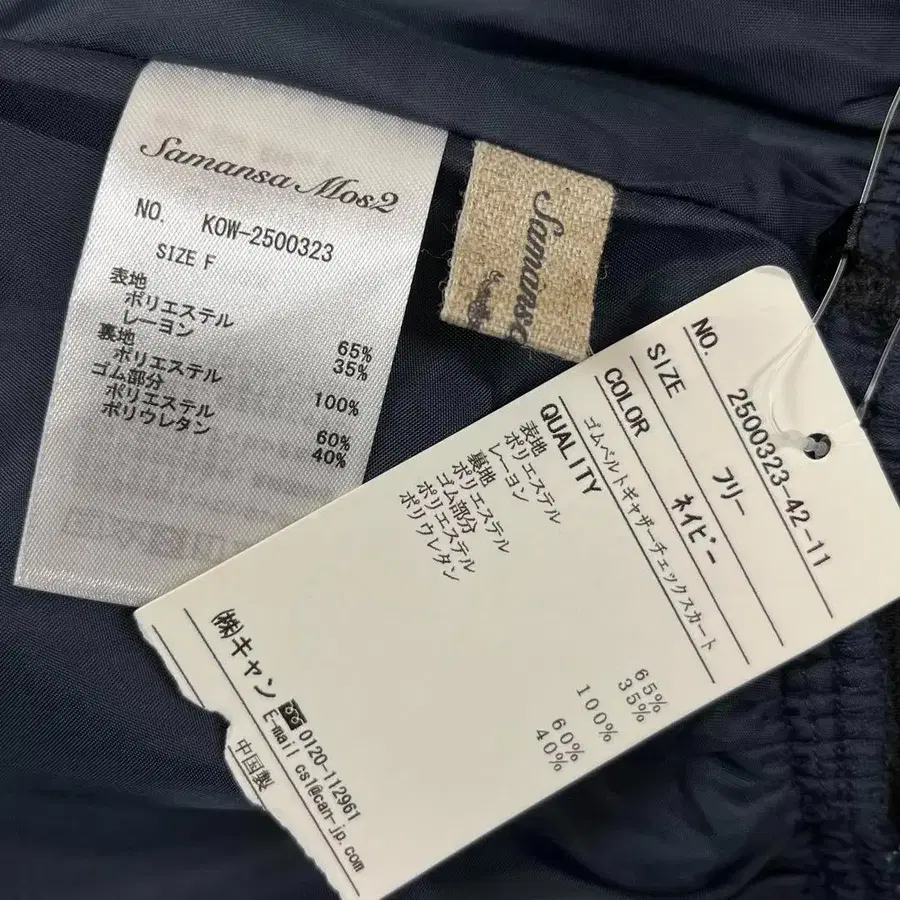 Samansa Mos2
NO. KOW-2500323
SIZE F
表地
ポリエステル 65%
レーヨン 35%
裏地
ポリエステル 100%
ゴム部分
ポリエステル 60%
ポリウレタン 40%
Samansa
NO. 2500323-42-11
SIZE フリー
COLOR ネイビー
ゴムベルトギャザーチェックスカート
QUALITY
表地
ポリエステル 65%
レーヨン 35%
裏地
ポリエステル 100%
ゴム部分
ポリエステル 60%
ポリウレタン 40%
(株)キャン
0120-112961
E-mail cs1@can-jp.com
中国製